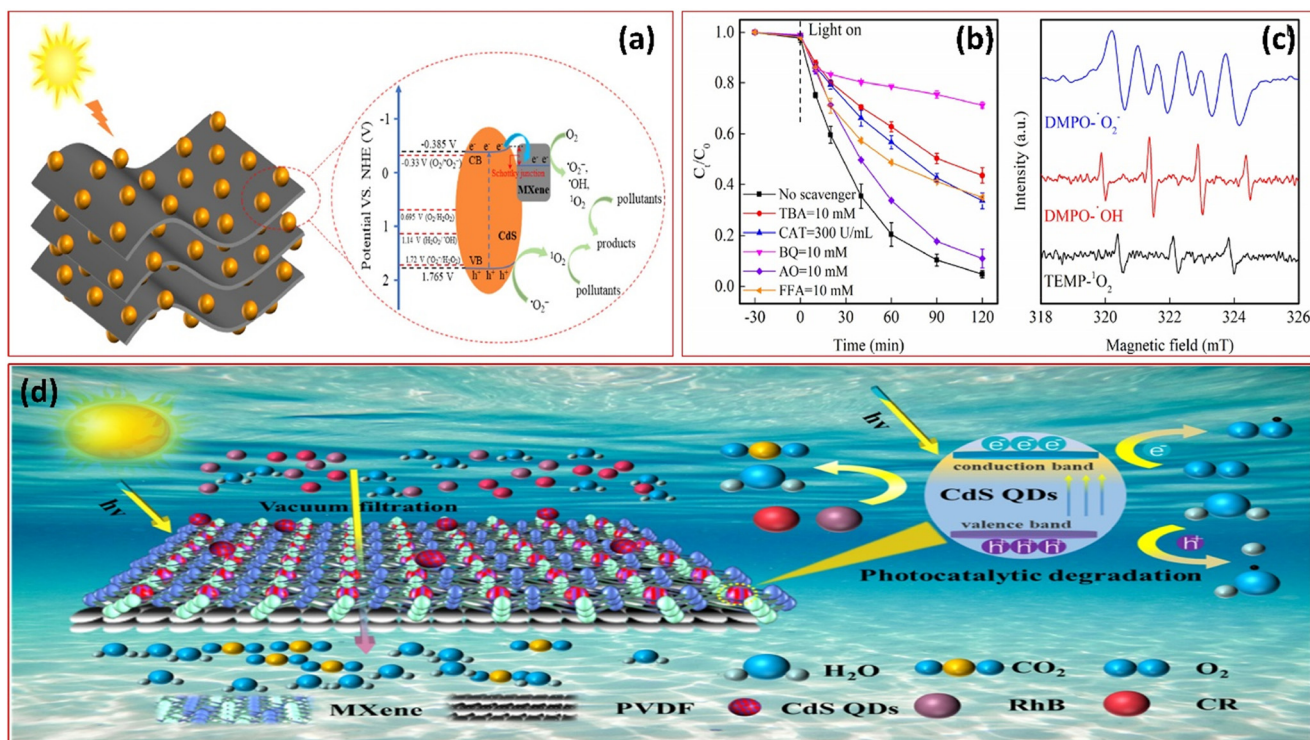 (a)
Potential VS. NHE (V)
-1
0
1
2
-0.385 V
-0.33 V (O₂/•O₂⁻)
0.695 V (O₂/H₂O₂)
1.14 V (H₂O₂/•OH)
1.72 V (•O₂⁻/H₂O₂)
1.765 V
e⁻ e⁻ e⁻
CB
Schottky junction
e⁻ e⁻
MXene
CdS
VB
h⁺ h⁺ h⁺
O₂
•O₂⁻,
•OH,
¹O₂
pollutants
products
¹O₂
pollutants
•O₂⁻
(b)
Light on
Cₜ/C₀
1.0
0.8
0.6
0.4
0.2
0.0
No scavenger
TBA=10 mM
CAT=300 U/mL
BQ=10 mM
AO=10 mM
FFA=10 mM
-30 0 30 60 90 120
Time (min)
(c)
Intensity (a.u.)
DMPO-•O₂⁻
DMPO-•OH
TEMP-¹O₂
318 320 322 324 326
Magnetic field (mT)
(d)
hv
Vacuum filtration
hv
e⁻ e⁻ e⁻
conduction band
CdS QDs
valence band
h⁺ h⁺ h⁺
e⁻
h⁺
Photocatalytic degradation
H₂O CO₂ O₂
MXene PVDF CdS QDs RhB CR